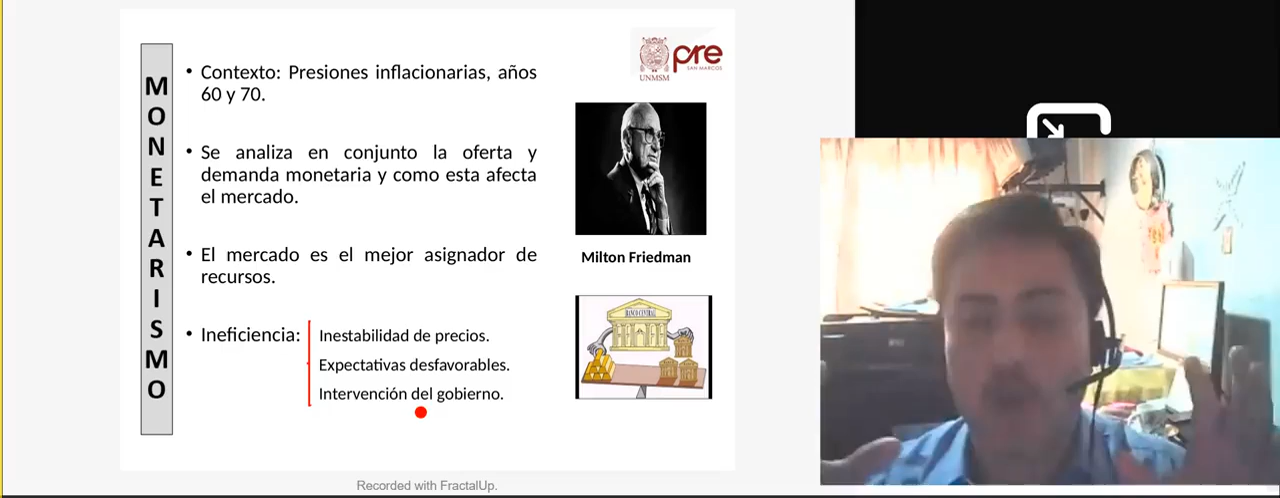 MONETARISMO
• Contexto: Presiones inflacionarias, años
60 y 70.
• Se analiza en conjunto la oferta y
demanda monetaria y como esta afecta
el mercado.
• El mercado es el mejor asignador de
recursos.
• Ineficiencia:
Inestabilidad de precios.
Expectativas desfavorables.
Intervención del gobierno.
UNMSM
pre
SAN MARCOS
Milton Friedman
BANCO CENTRAL
Recorded with FractalUp.